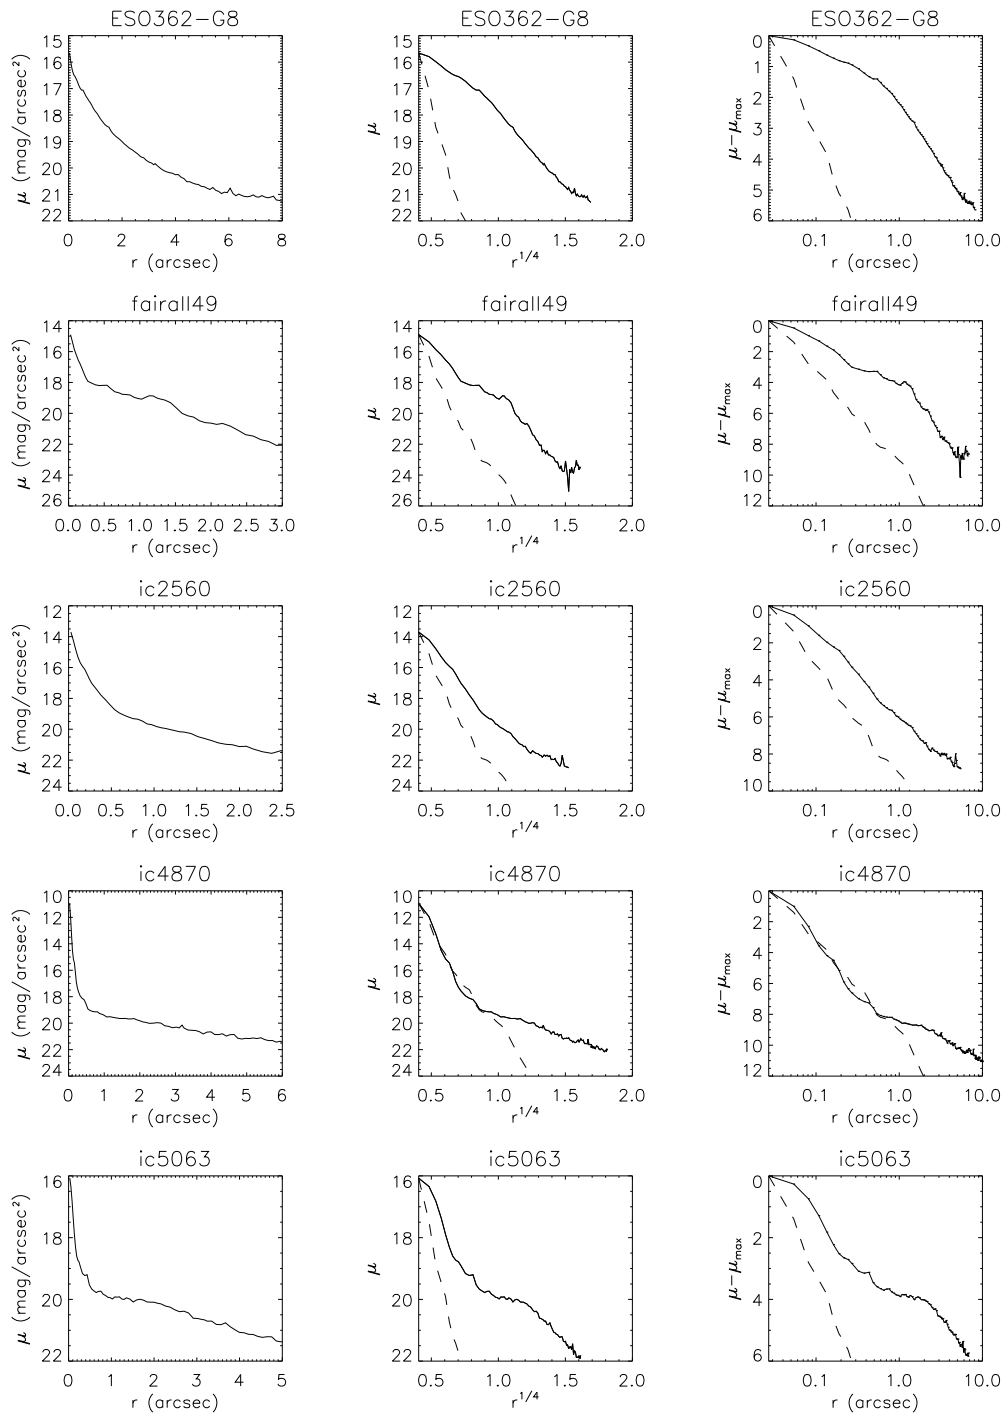 ESO362-G8 ESO362-G8 ESO362-G8
μ (mag/arcsec²)
15
16
17
18
19
20
21
22
0 2 4 6 8
r (arcsec)
μ
15
16
17
18
19
20
21
22
0.5 1.0 1.5 2.0
r^1/4
μ-μmax
0
1
2
3
4
5
6
0.1 1.0 10.0
r (arcsec)
fairall49 fairall49 fairall49
μ (mag/arcsec²)
14
16
18
20
22
24
26
0.0 0.5 1.0 1.5 2.0 2.5 3.0
r (arcsec)
μ
14
16
18
20
22
24
26
0.5 1.0 1.5 2.0
r^1/4
μ-μmax
0
2
4
6
8
10
12
0.1 1.0 10.0
r (arcsec)
ic2560 ic2560 ic2560
μ (mag/arcsec²)
12
14
16
18
20
22
24
0.0 0.5 1.0 1.5 2.0 2.5
r (arcsec)
μ
12
14
16
18
20
22
24
0.5 1.0 1.5 2.0
r^1/4
μ-μmax
0
2
4
6
8
10
0.1 1.0 10.0
r (arcsec)
ic4870 ic4870 ic4870
μ (mag/arcsec²)
10
12
14
16
18
20
22
24
0 1 2 3 4 5 6
r (arcsec)
μ
10
12
14
16
18
20
22
24
0.5 1.0 1.5 2.0
r^1/4
μ-μmax
0
2
4
6
8
10
12
0.1 1.0 10.0
r (arcsec)
ic5063 ic5063 ic5063
μ (mag/arcsec²)
16
18
20
22
0 1 2 3 4 5
r (arcsec)
μ
16
18
20
22
0.5 1.0 1.5 2.0
r^1/4
μ-μmax
0
2
4
6
0.1 1.0 10.0
r (arcsec)